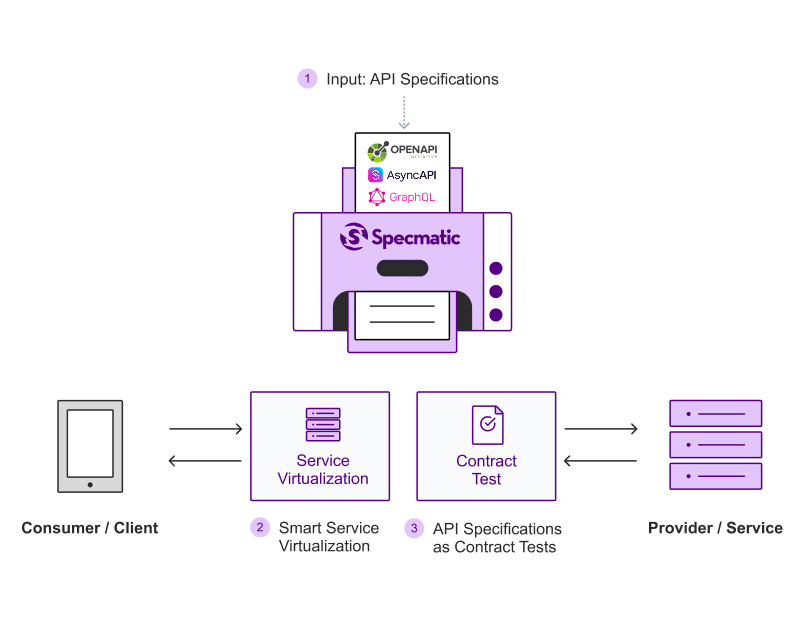 1 Input: API Specifications
OPENAPI
INITIATIVE
AsyncAPI
GraphQL
Specmatic
Service
Virtualization
Contract
Test
Consumer / Client
2 Smart Service
Virtualization
3 API Specifications
as Contract Tests
Provider / Service